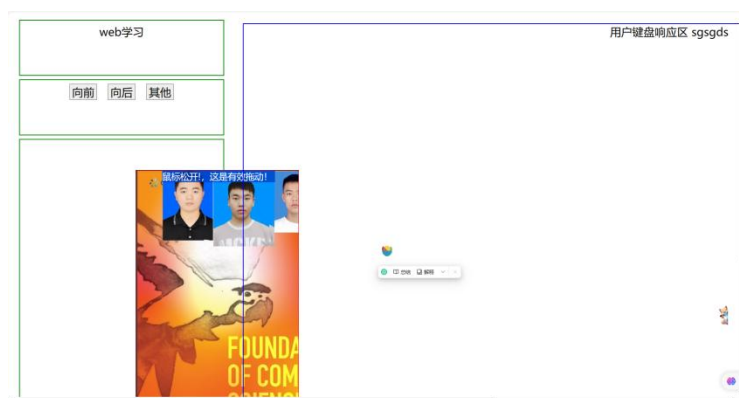 web学习
用户键盘响应区 sgsgds
向前 向后 其他
鼠标松开!，这是有效拖动!
FOUNDA
OF COM